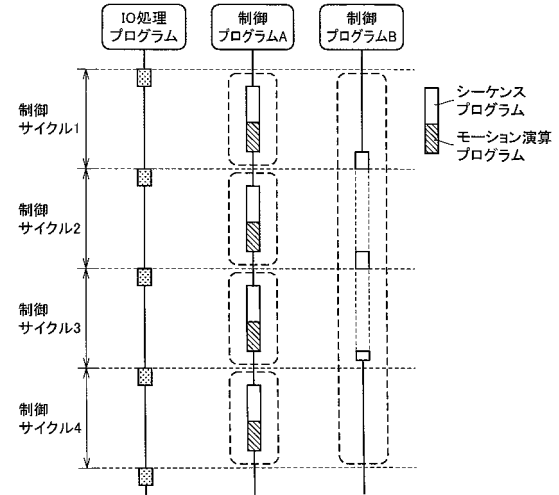 IO処理
プログラム
制御
プログラムA
制御
プログラムB
シーケンス
プログラム
モーション演算
プログラム
制御
サイクル1
制御
サイクル2
制御
サイクル3
制御
サイクル4